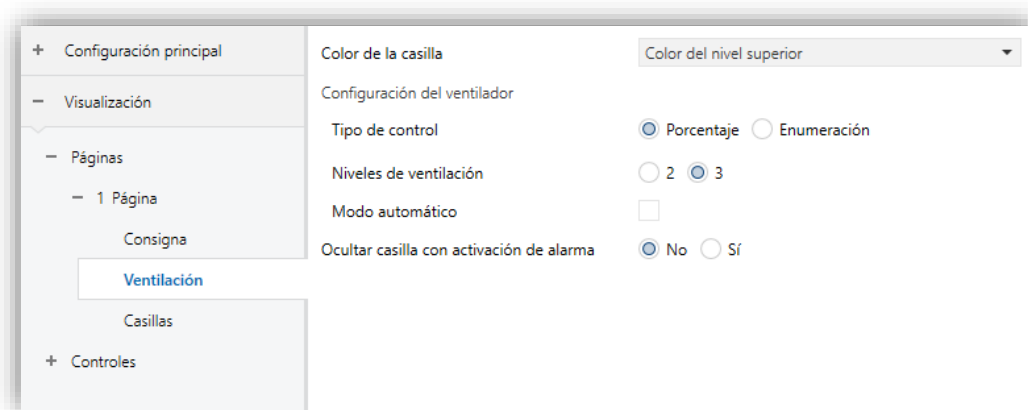 + Configuración principal
− Visualización
− Páginas
− 1 Página
Consigna
Ventilación
Casillas
+ Controles
Color de la casilla Color del nivel superior
Configuración del ventilador
Tipo de control Porcentaje Enumeración
Niveles de ventilación 2 3
Modo automático
Ocultar casilla con activación de alarma No Sí